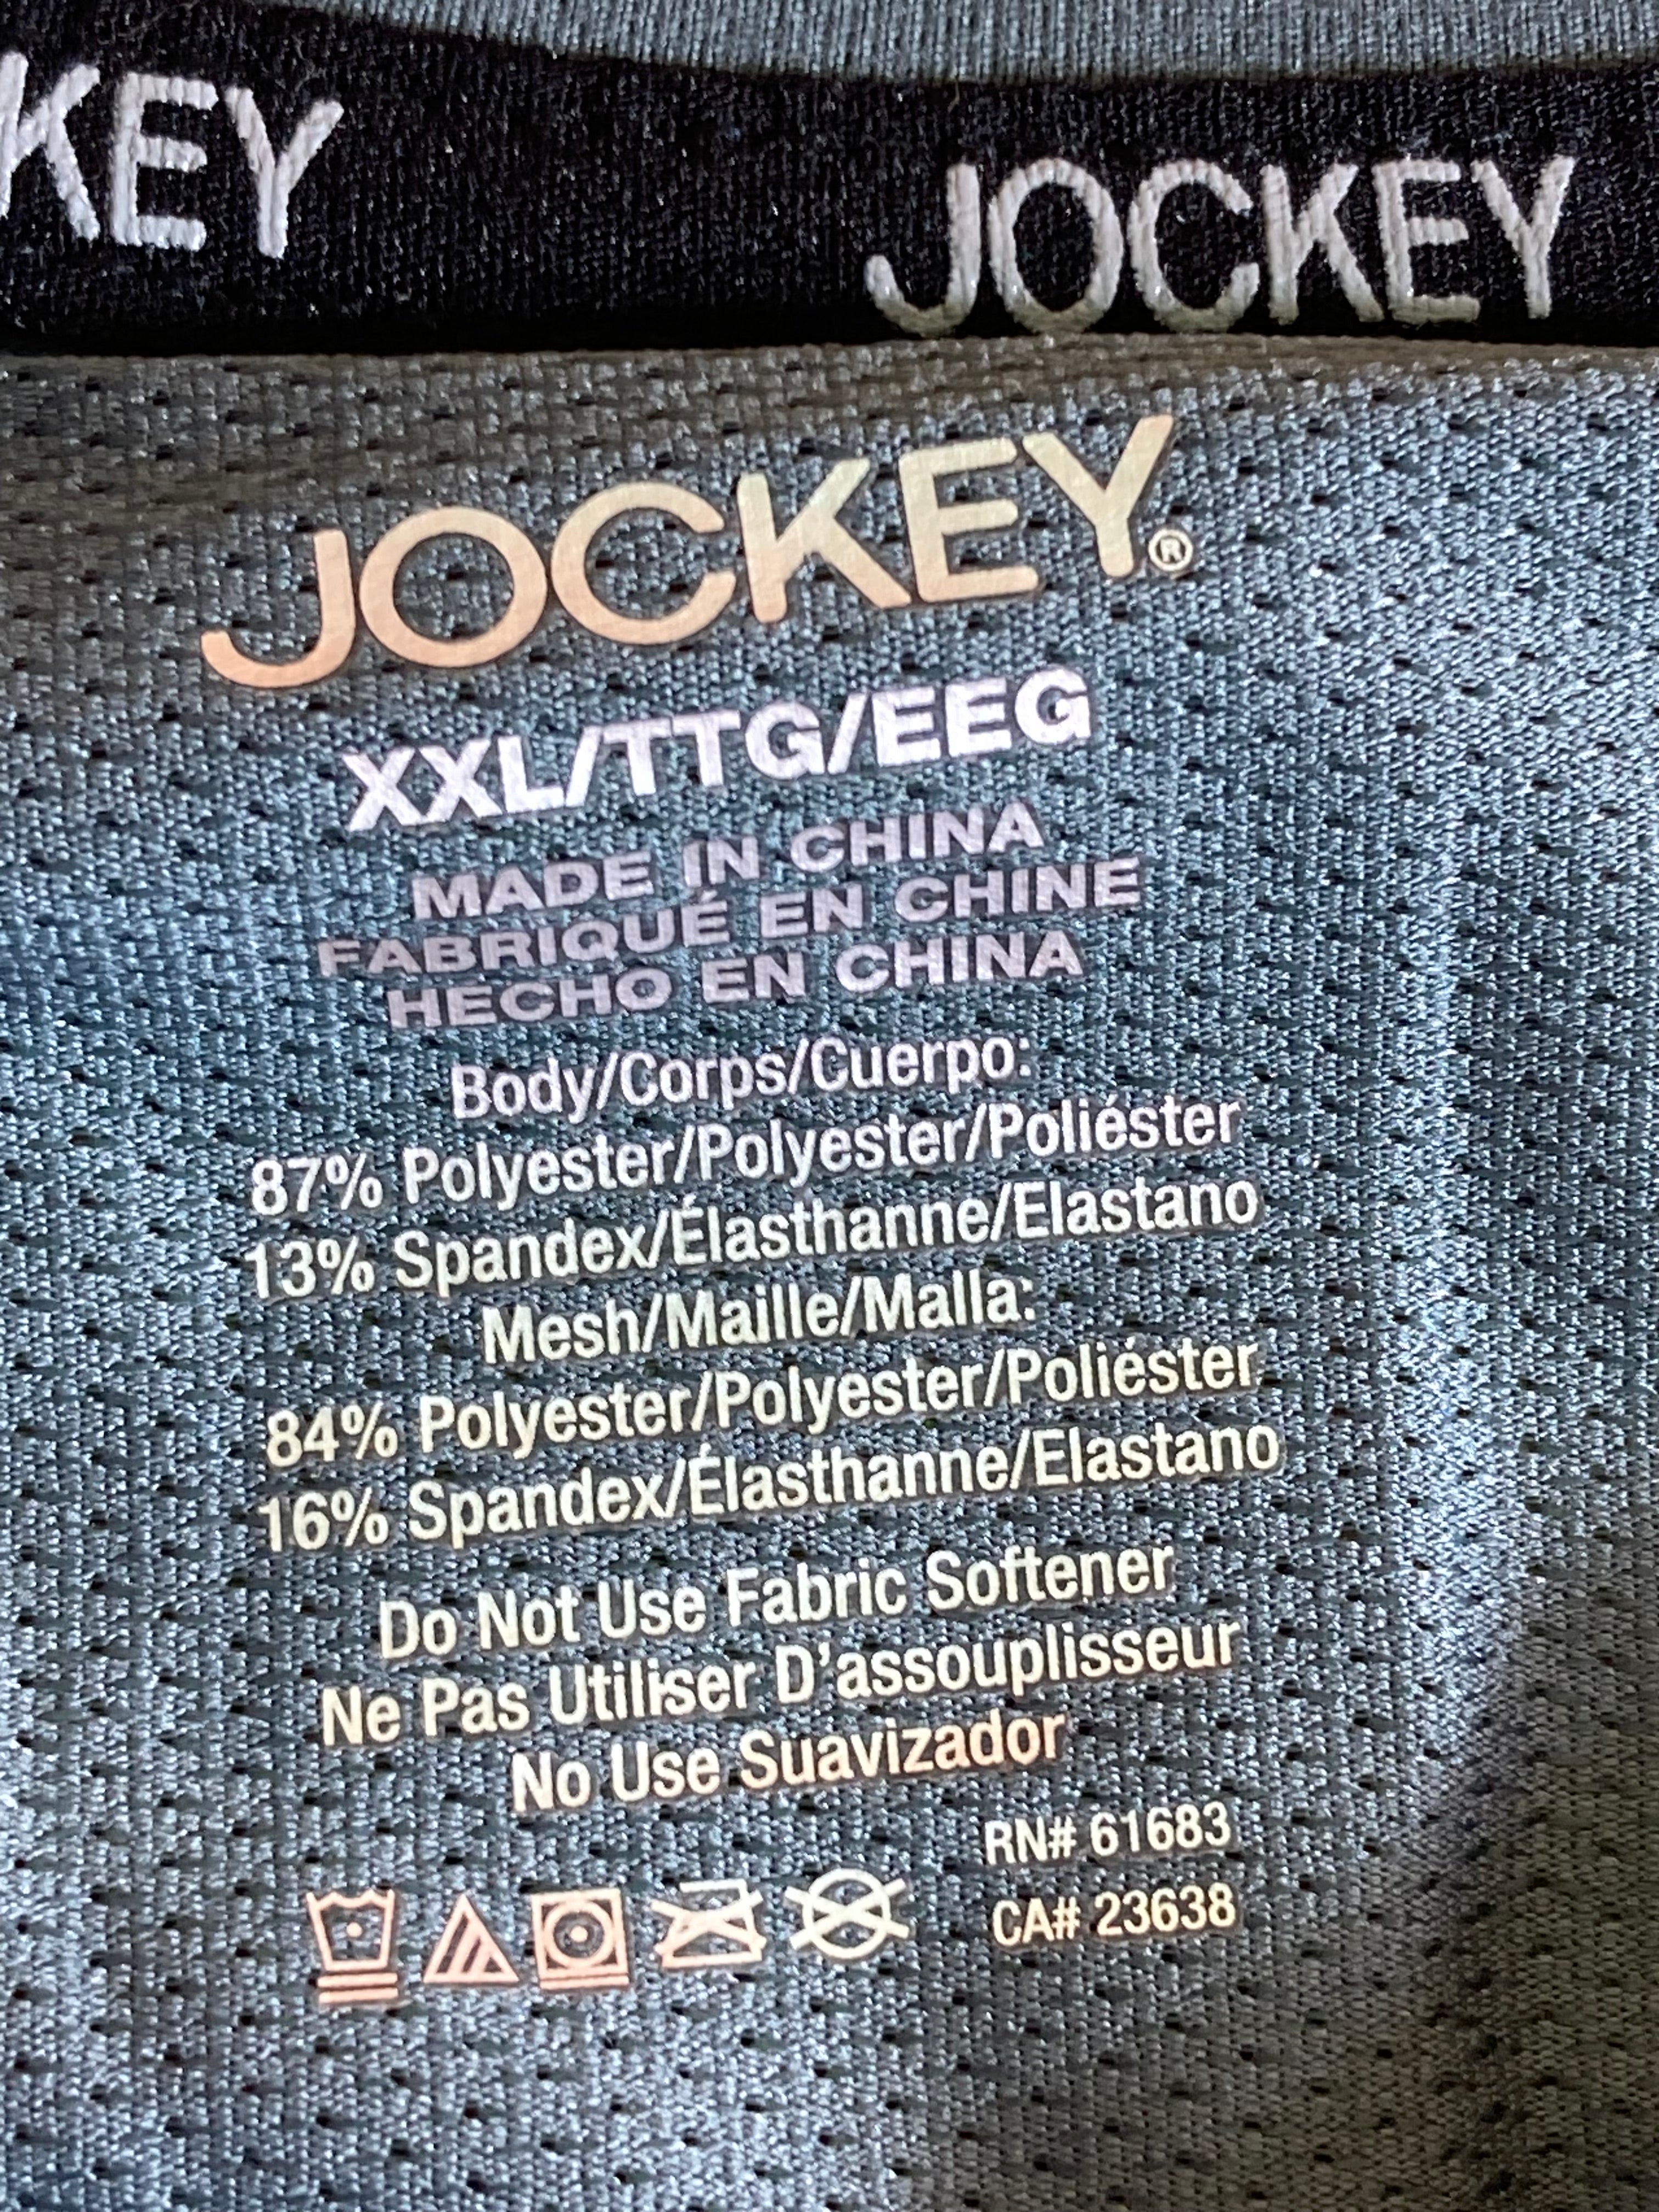 KEY
JOCKEY
JOCKEY®
XXL/TTG/EEG
MADE IN CHINA
FABRIQUÉ EN CHINE
HECHO EN CHINA
Body/Corps/Cuerpo:
87% Polyester/Polyester/Poliéster
13% Spandex/Élasthanne/Elastano
Mesh/Maille/Malla:
84% Polyester/Polyester/Poliéster
16% Spandex/Élasthanne/Elastano
Do Not Use Fabric Softener
Ne Pas Utiliser D'assouplisseur
No Use Suavizador
RN# 61683
CA# 23638